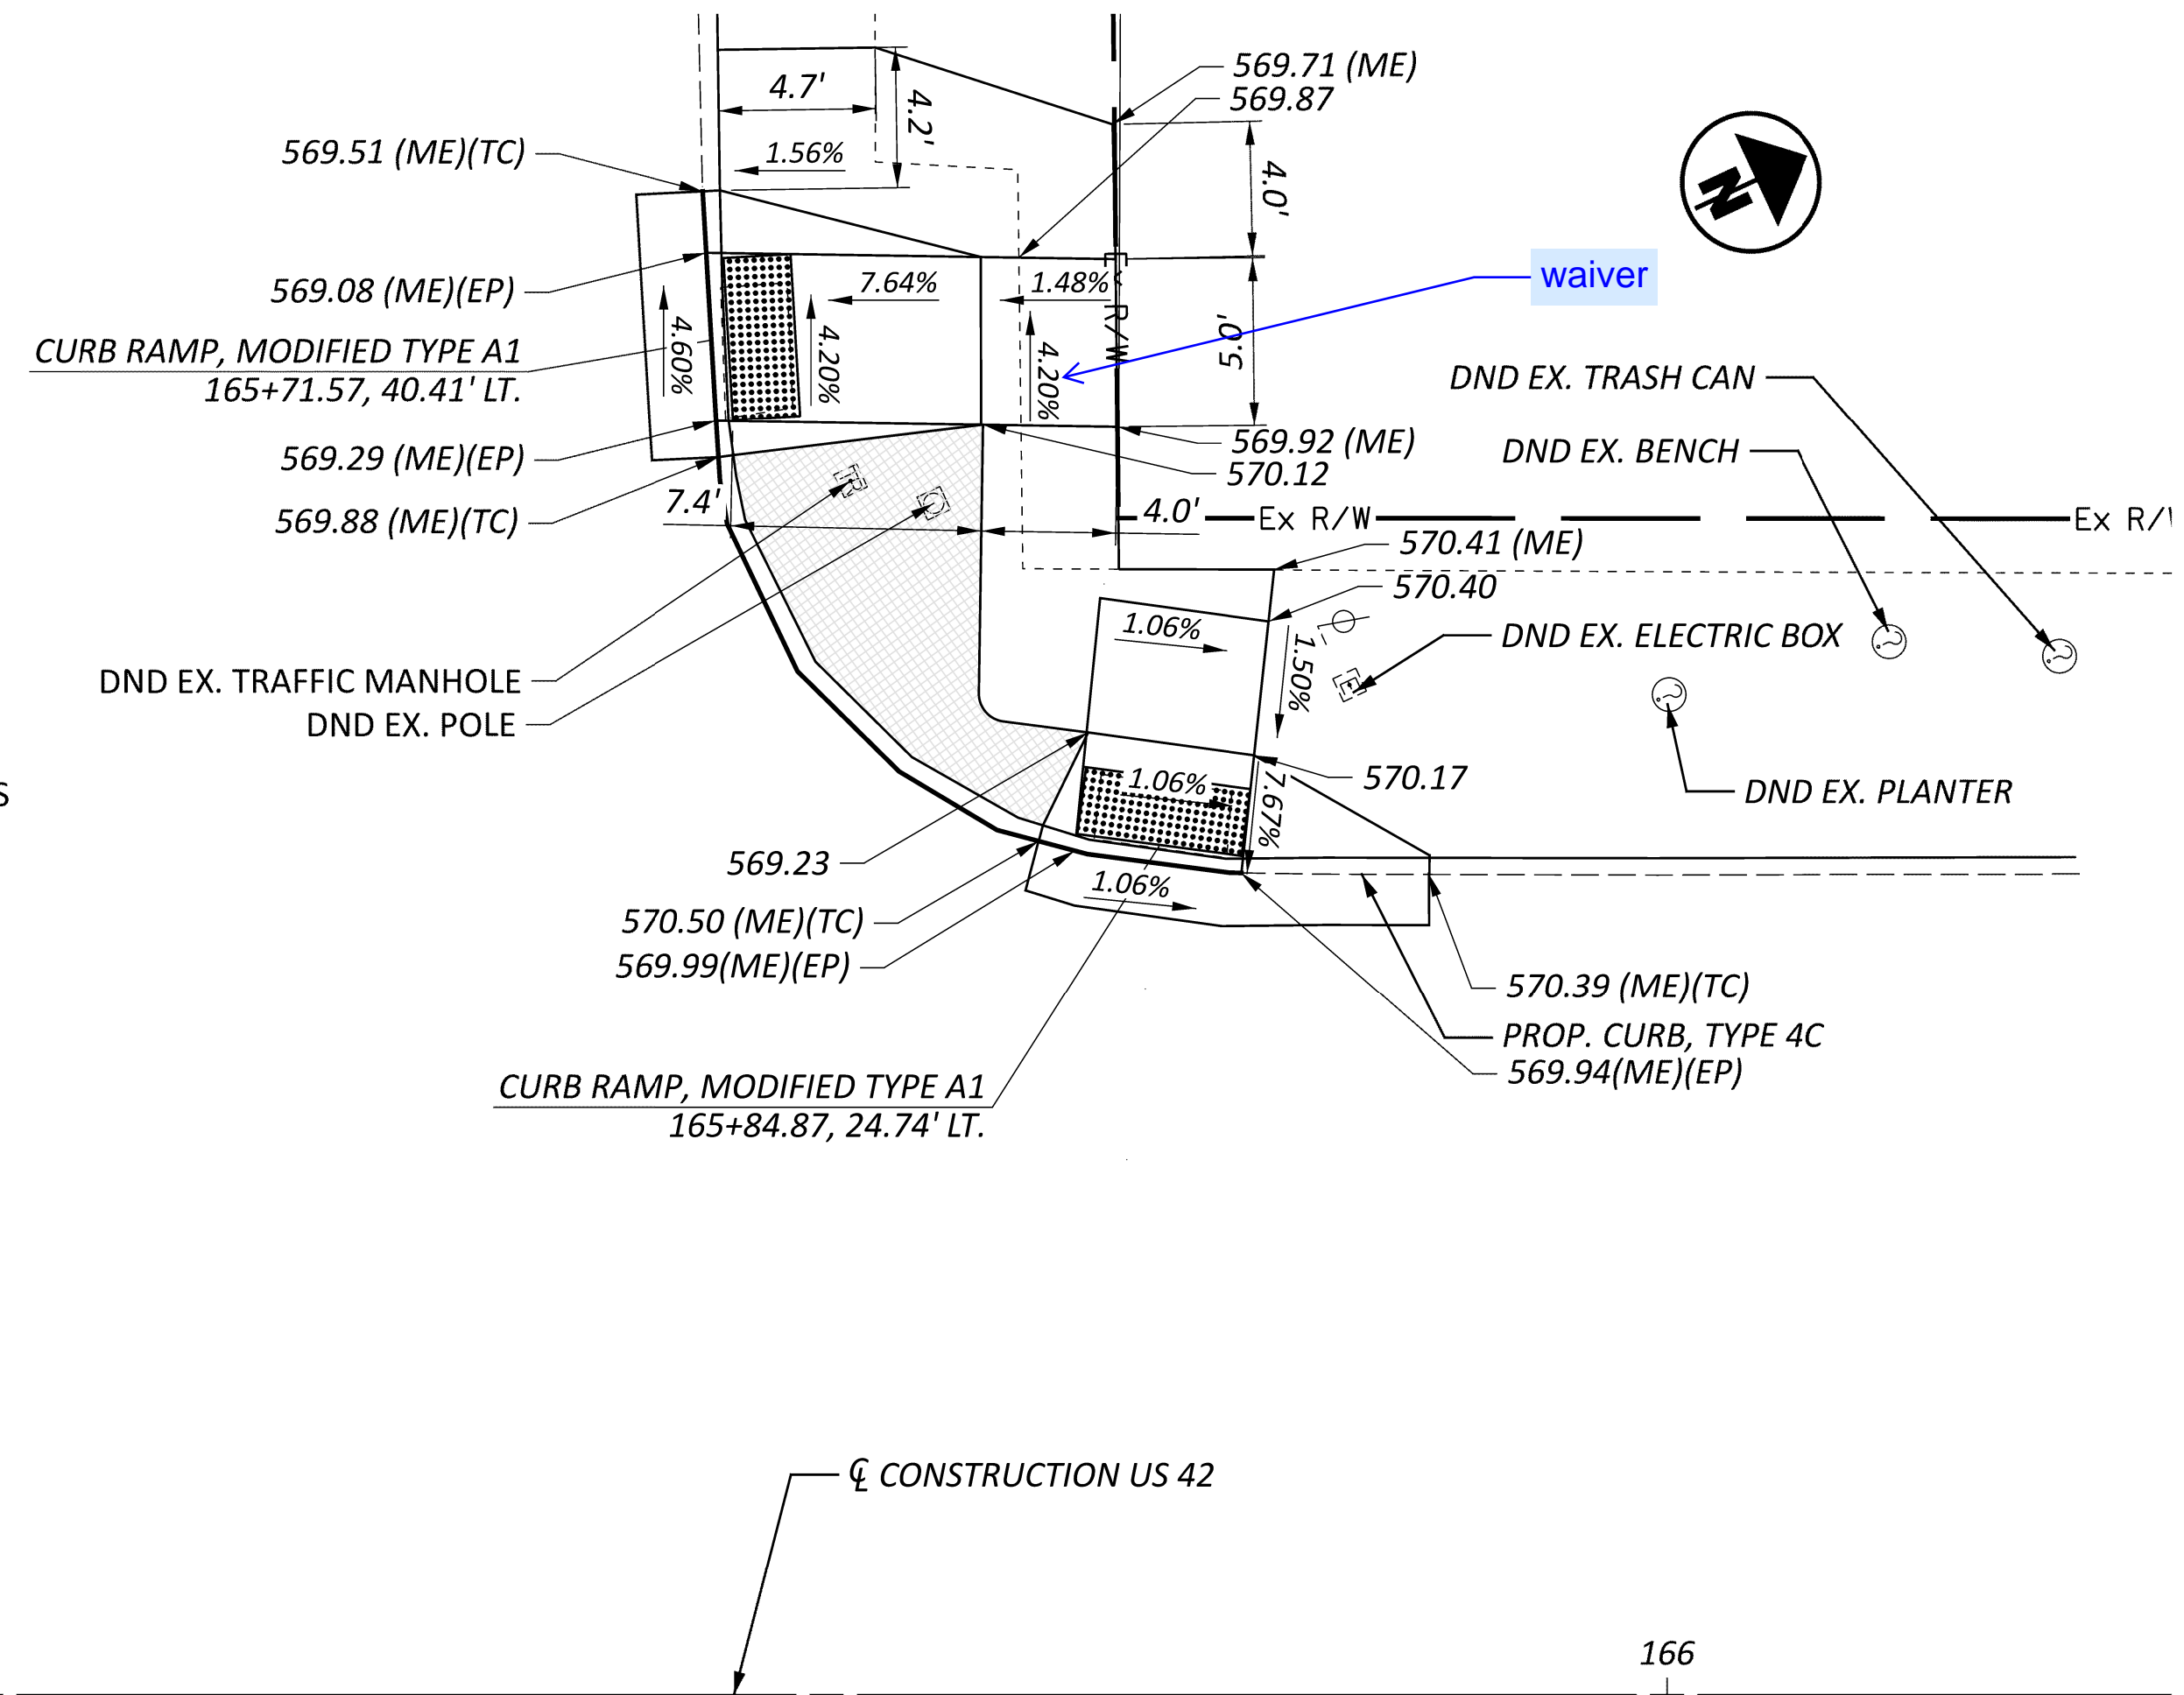 569.71 (ME)
569.87
4.7'
4.2'
569.51 (ME)(TC)
1.56%
4.0'
N
waiver
569.08 (ME)(EP)
7.64%
1.48%
R/W
5.0'
4.60%
4.20%
4.20%
CURB RAMP, MODIFIED TYPE A1
165+71.57, 40.41' LT.
DND EX. TRASH CAN
569.29 (ME)(EP)
569.92 (ME)
DND EX. BENCH
570.12
569.88 (ME)(TC)
7.4'
TR
4.0'
Ex R/W
Ex R/W
570.41 (ME)
570.40
1.06%
1.50%
DND EX. ELECTRIC BOX
E
DND EX. TRAFFIC MANHOLE
DND EX. POLE
S
1.06%
7.67%
570.17
DND EX. PLANTER
569.23
1.06%
570.50 (ME)(TC)
569.99(ME)(EP)
570.39 (ME)(TC)
PROP. CURB, TYPE 4C
569.94(ME)(EP)
CURB RAMP, MODIFIED TYPE A1
165+84.87, 24.74' LT.
℄ CONSTRUCTION US 42
166